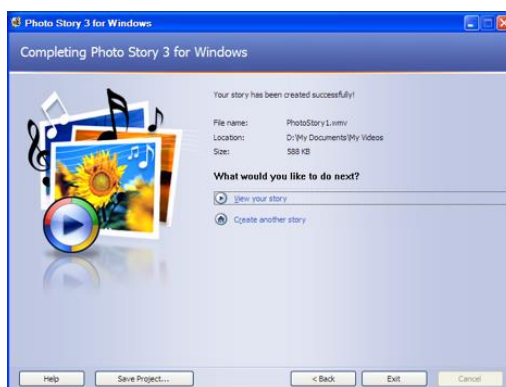 Photo Story 3 for Windows
Completing Photo Story 3 for Windows
Your story has been created successfully!
File name: PhotoStory1.wmv
Location: D:\My Documents\My Videos
Size: 588 KB
What would you like to do next?
View your story
Create another story
Help Save Project... < Back Exit Cancel